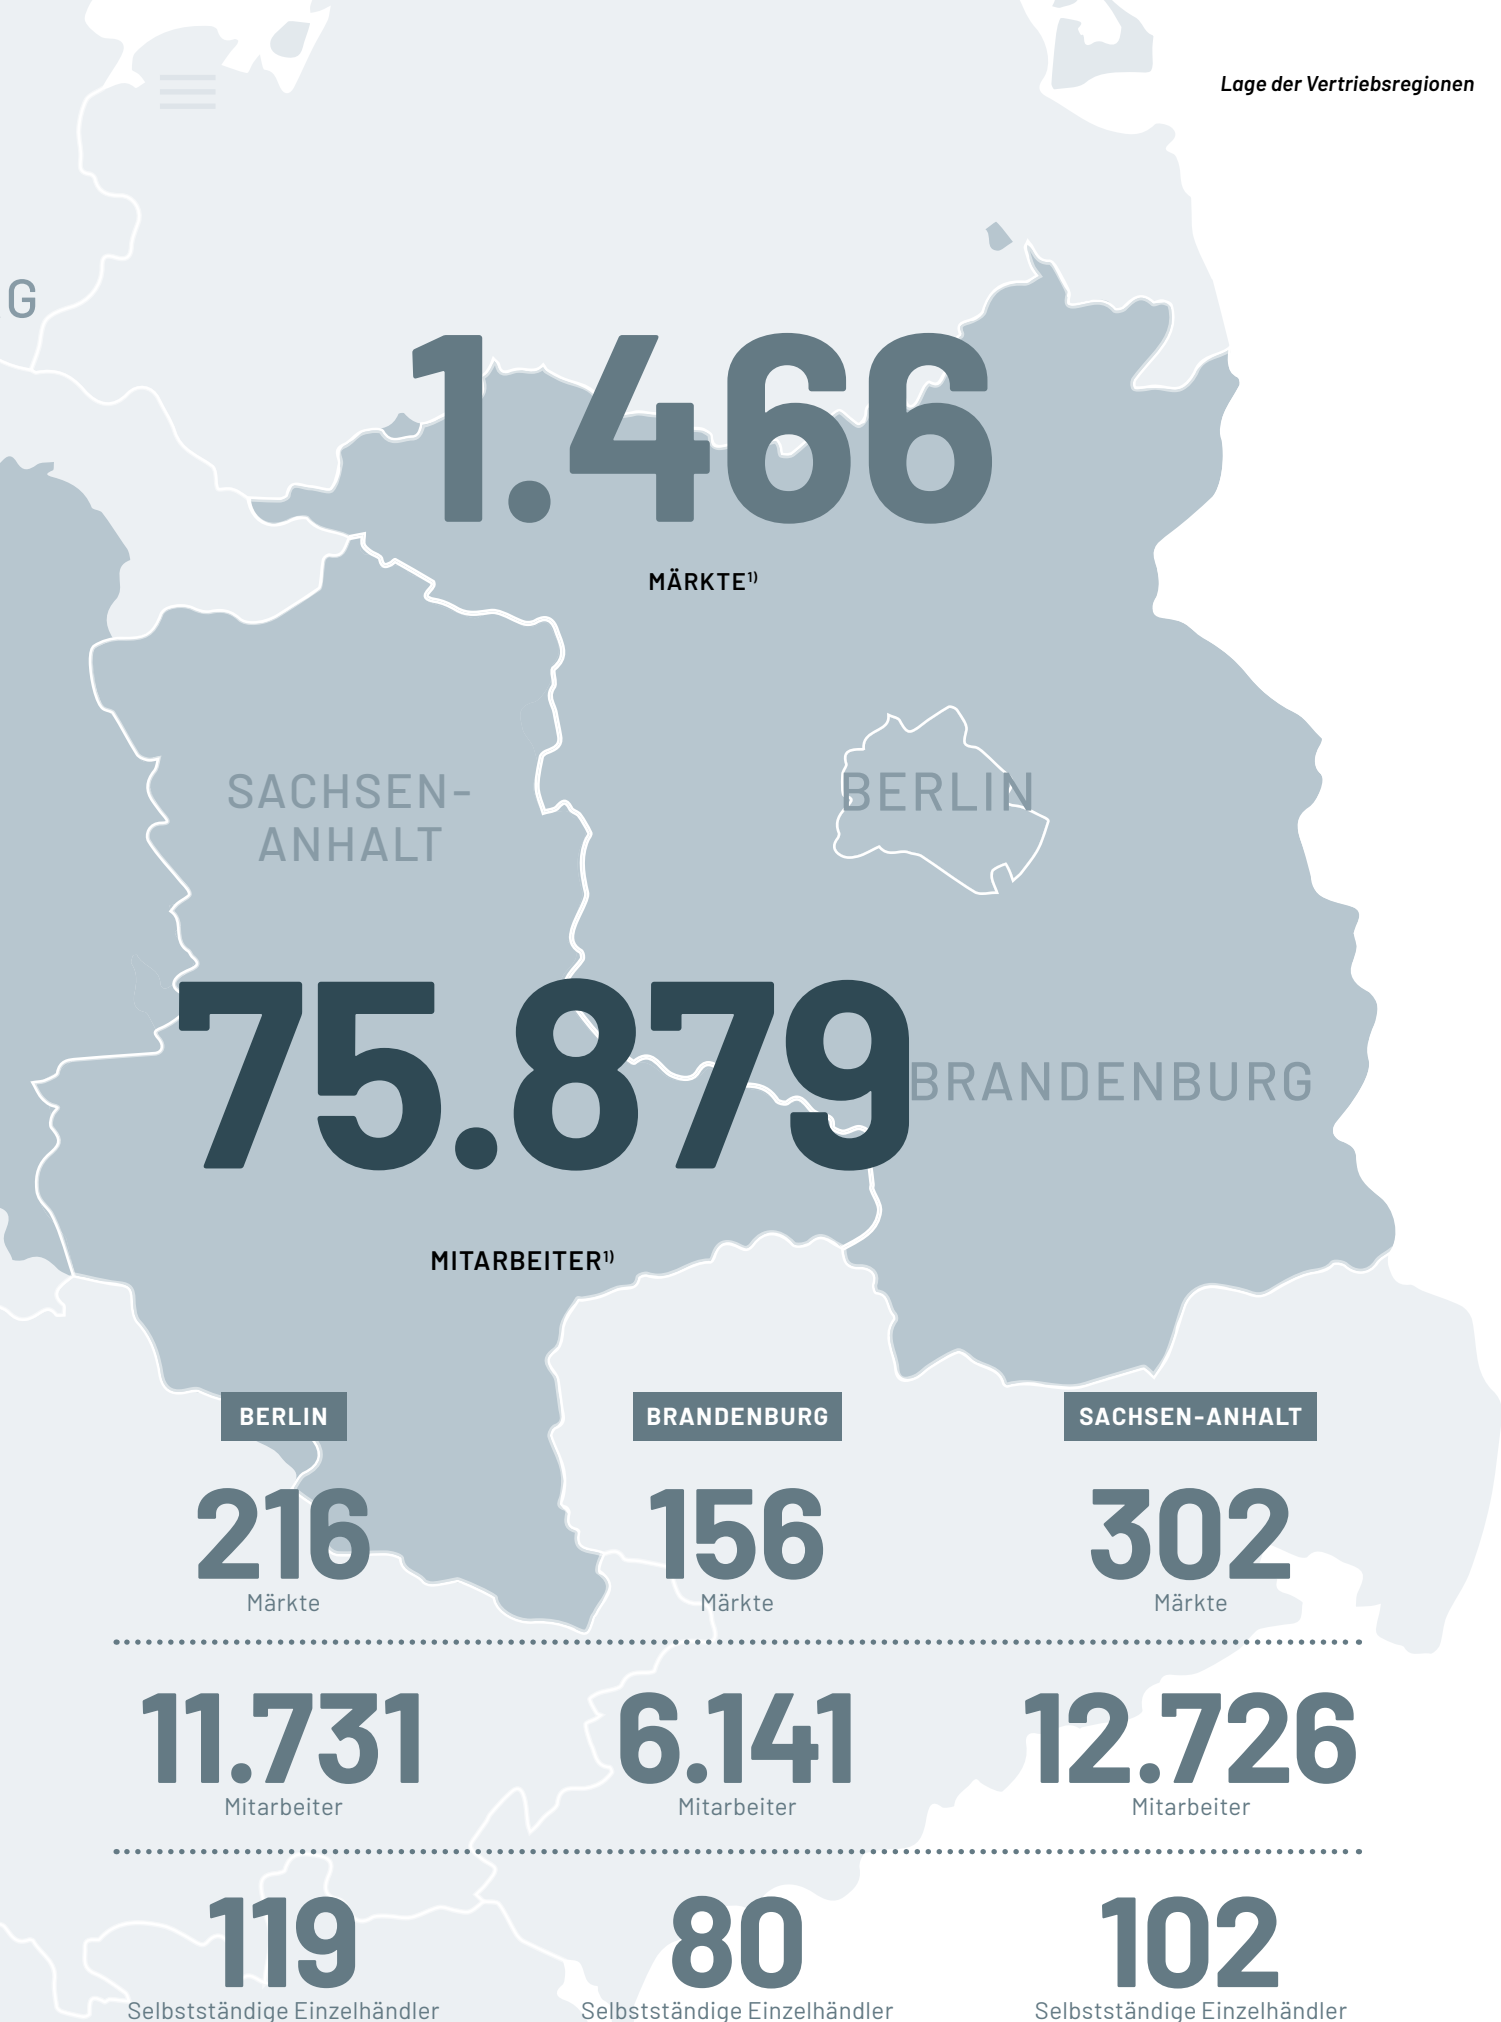 Lage der Vertriebsregionen
G
1.466
MÄRKTE¹⁾
SACHSEN-
ANHALT
BERLIN
75.879
BRANDENBURG
MITARBEITER¹⁾
BERLIN
BRANDENBURG
SACHSEN-ANHALT
216
156
302
Märkte
Märkte
Märkte
11.731
6.141
12.726
Mitarbeiter
Mitarbeiter
Mitarbeiter
119
80
102
Selbstständige Einzelhändler
Selbstständige Einzelhändler
Selbstständige Einzelhändler